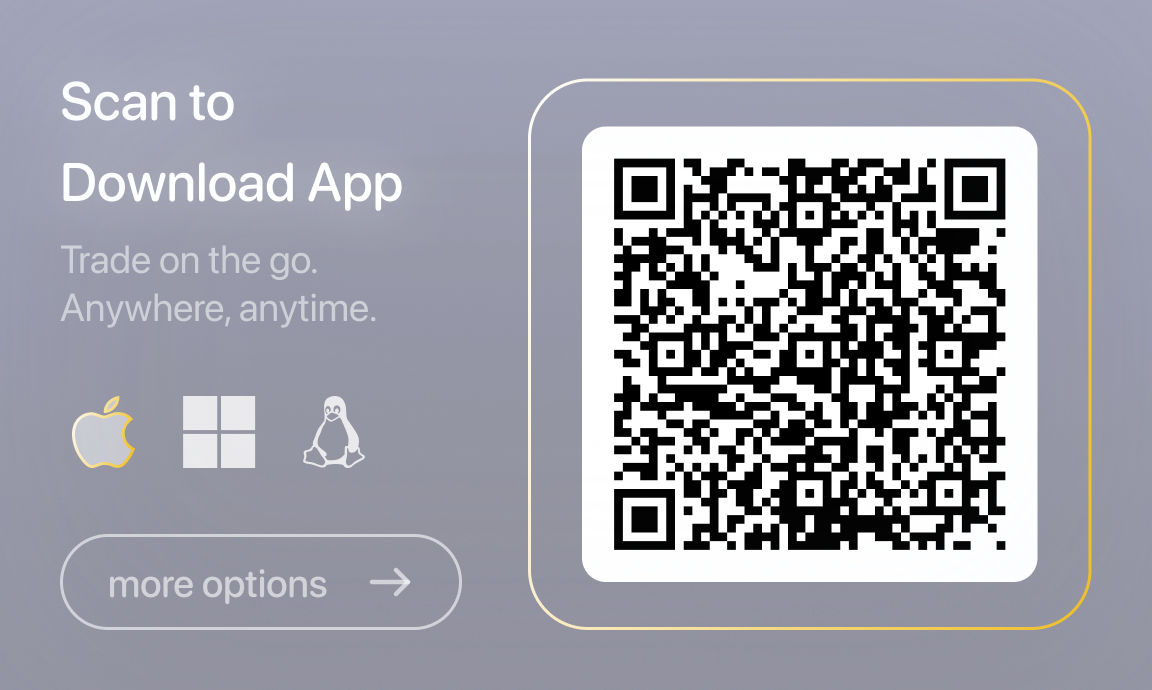 Scan to
Download App
Trade on the go.
Anywhere, anytime.
more options